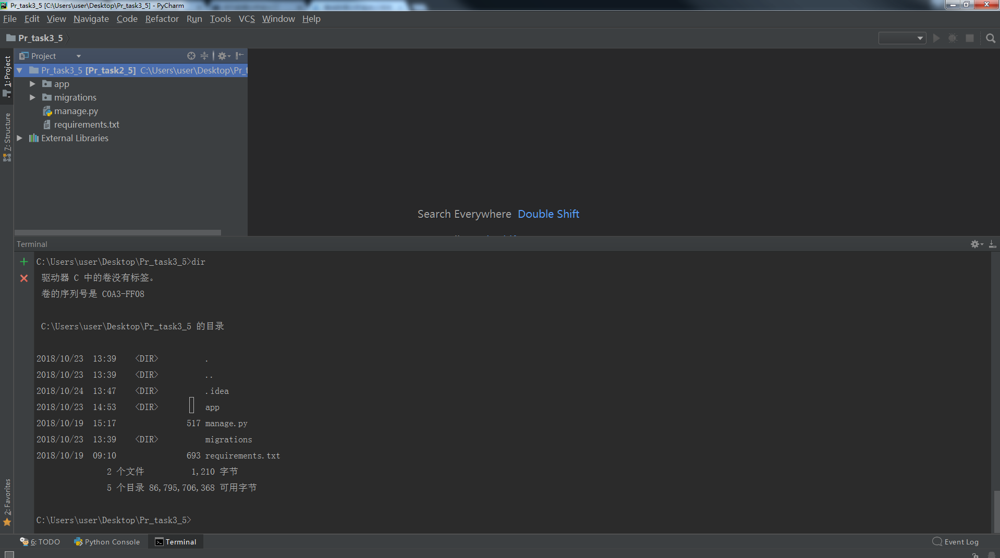 Pr_task3_5 [C:\Users\user\Desktop\Pr_task3_5] - PyCharm
File Edit View Navigate Code Refactor Run Tools VCS Window Help
Pr_task3_5
Project
1: Project
7: Structure
2: Favorites
Pr_task3_5 [Pr_task2_5] C:\Users\user\Desktop\Pr_t
app
migrations
manage.py
requirements.txt
External Libraries
Search Everywhere Double Shift
Terminal
C:\Users\user\Desktop\Pr_task3_5>dir
驱动器 C 中的卷没有标签。
卷的序列号是 C0A3-FF08
C:\Users\user\Desktop\Pr_task3_5 的目录
2018/10/23 13:39 <DIR> .
2018/10/23 13:39 <DIR> ..
2018/10/24 13:47 <DIR> .idea
2018/10/23 14:53 <DIR> app
2018/10/19 15:17 517 manage.py
2018/10/23 13:39 <DIR> migrations
2018/10/19 09:10 693 requirements.txt
2 个文件 1,210 字节
5 个目录 86,795,706,368 可用字节
C:\Users\user\Desktop\Pr_task3_5>
6: TODO Python Console Terminal Event Log